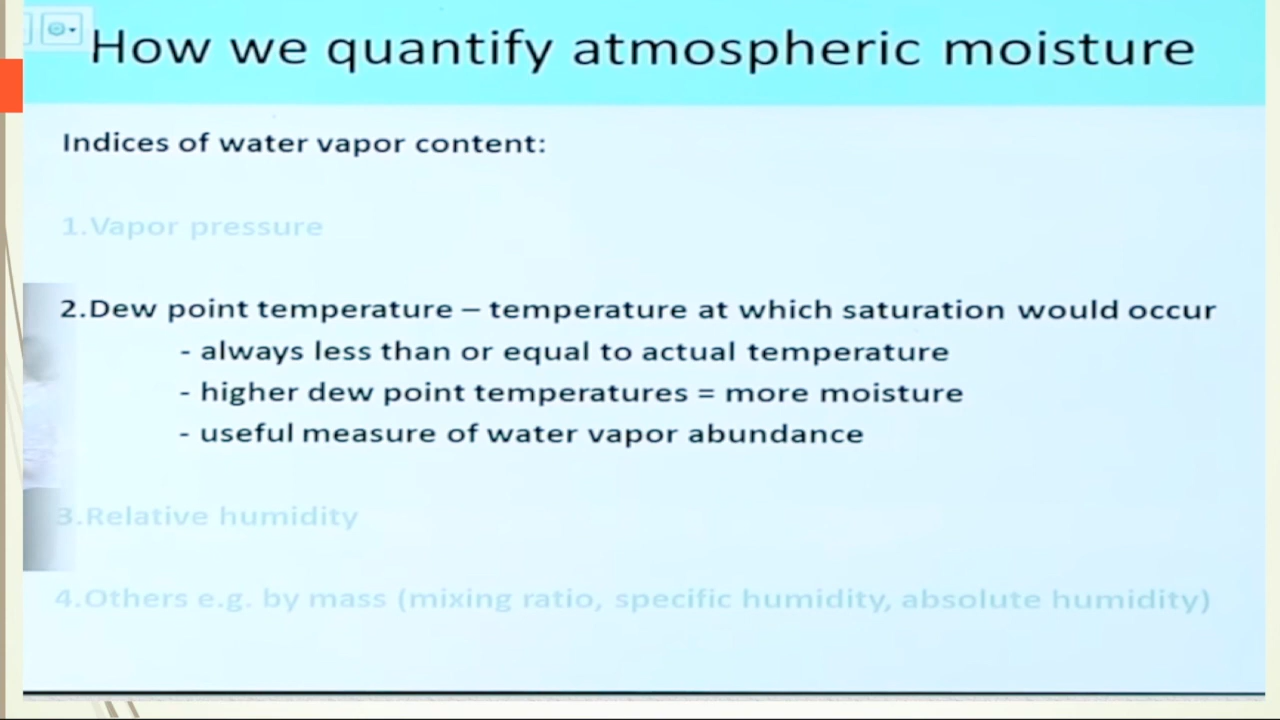 How we quantify atmospheric moisture
Indices of water vapor content:
1.Vapor pressure
2.Dew point temperature – temperature at which saturation would occur
- always less than or equal to actual temperature
- higher dew point temperatures = more moisture
- useful measure of water vapor abundance
3.Relative humidity
4.Others e.g. by mass (mixing ratio, specific humidity, absolute humidity)